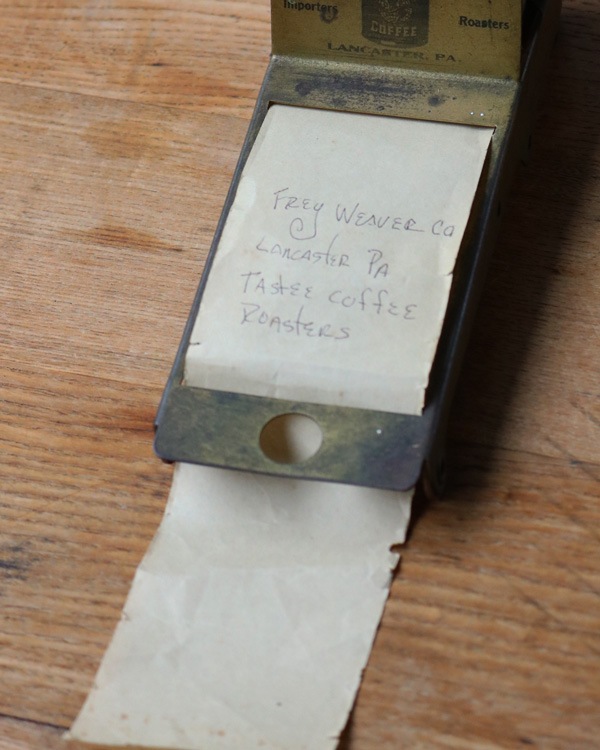 Importers
COFFEE
Roasters
LANCASTER, PA.
Frey Weaver Co
Lancaster Pa
Tastee Coffee
Roasters